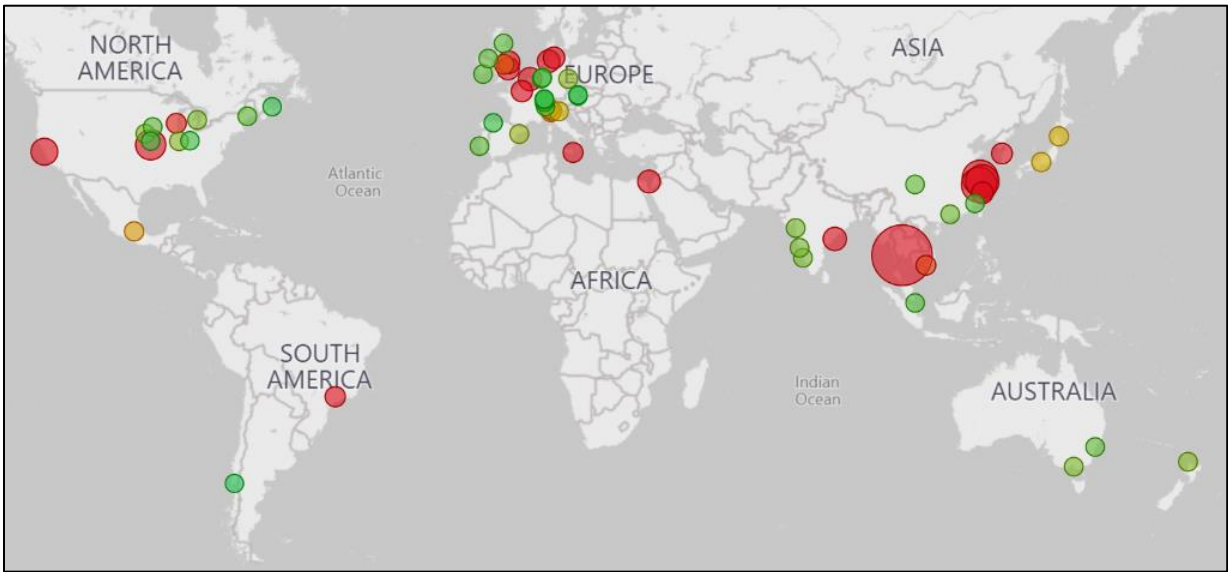 NORTH
AMERICA
ASIA
EUROPE
Atlantic
Ocean
AFRICA
SOUTH
AMERICA
Indian
Ocean
AUSTRALIA